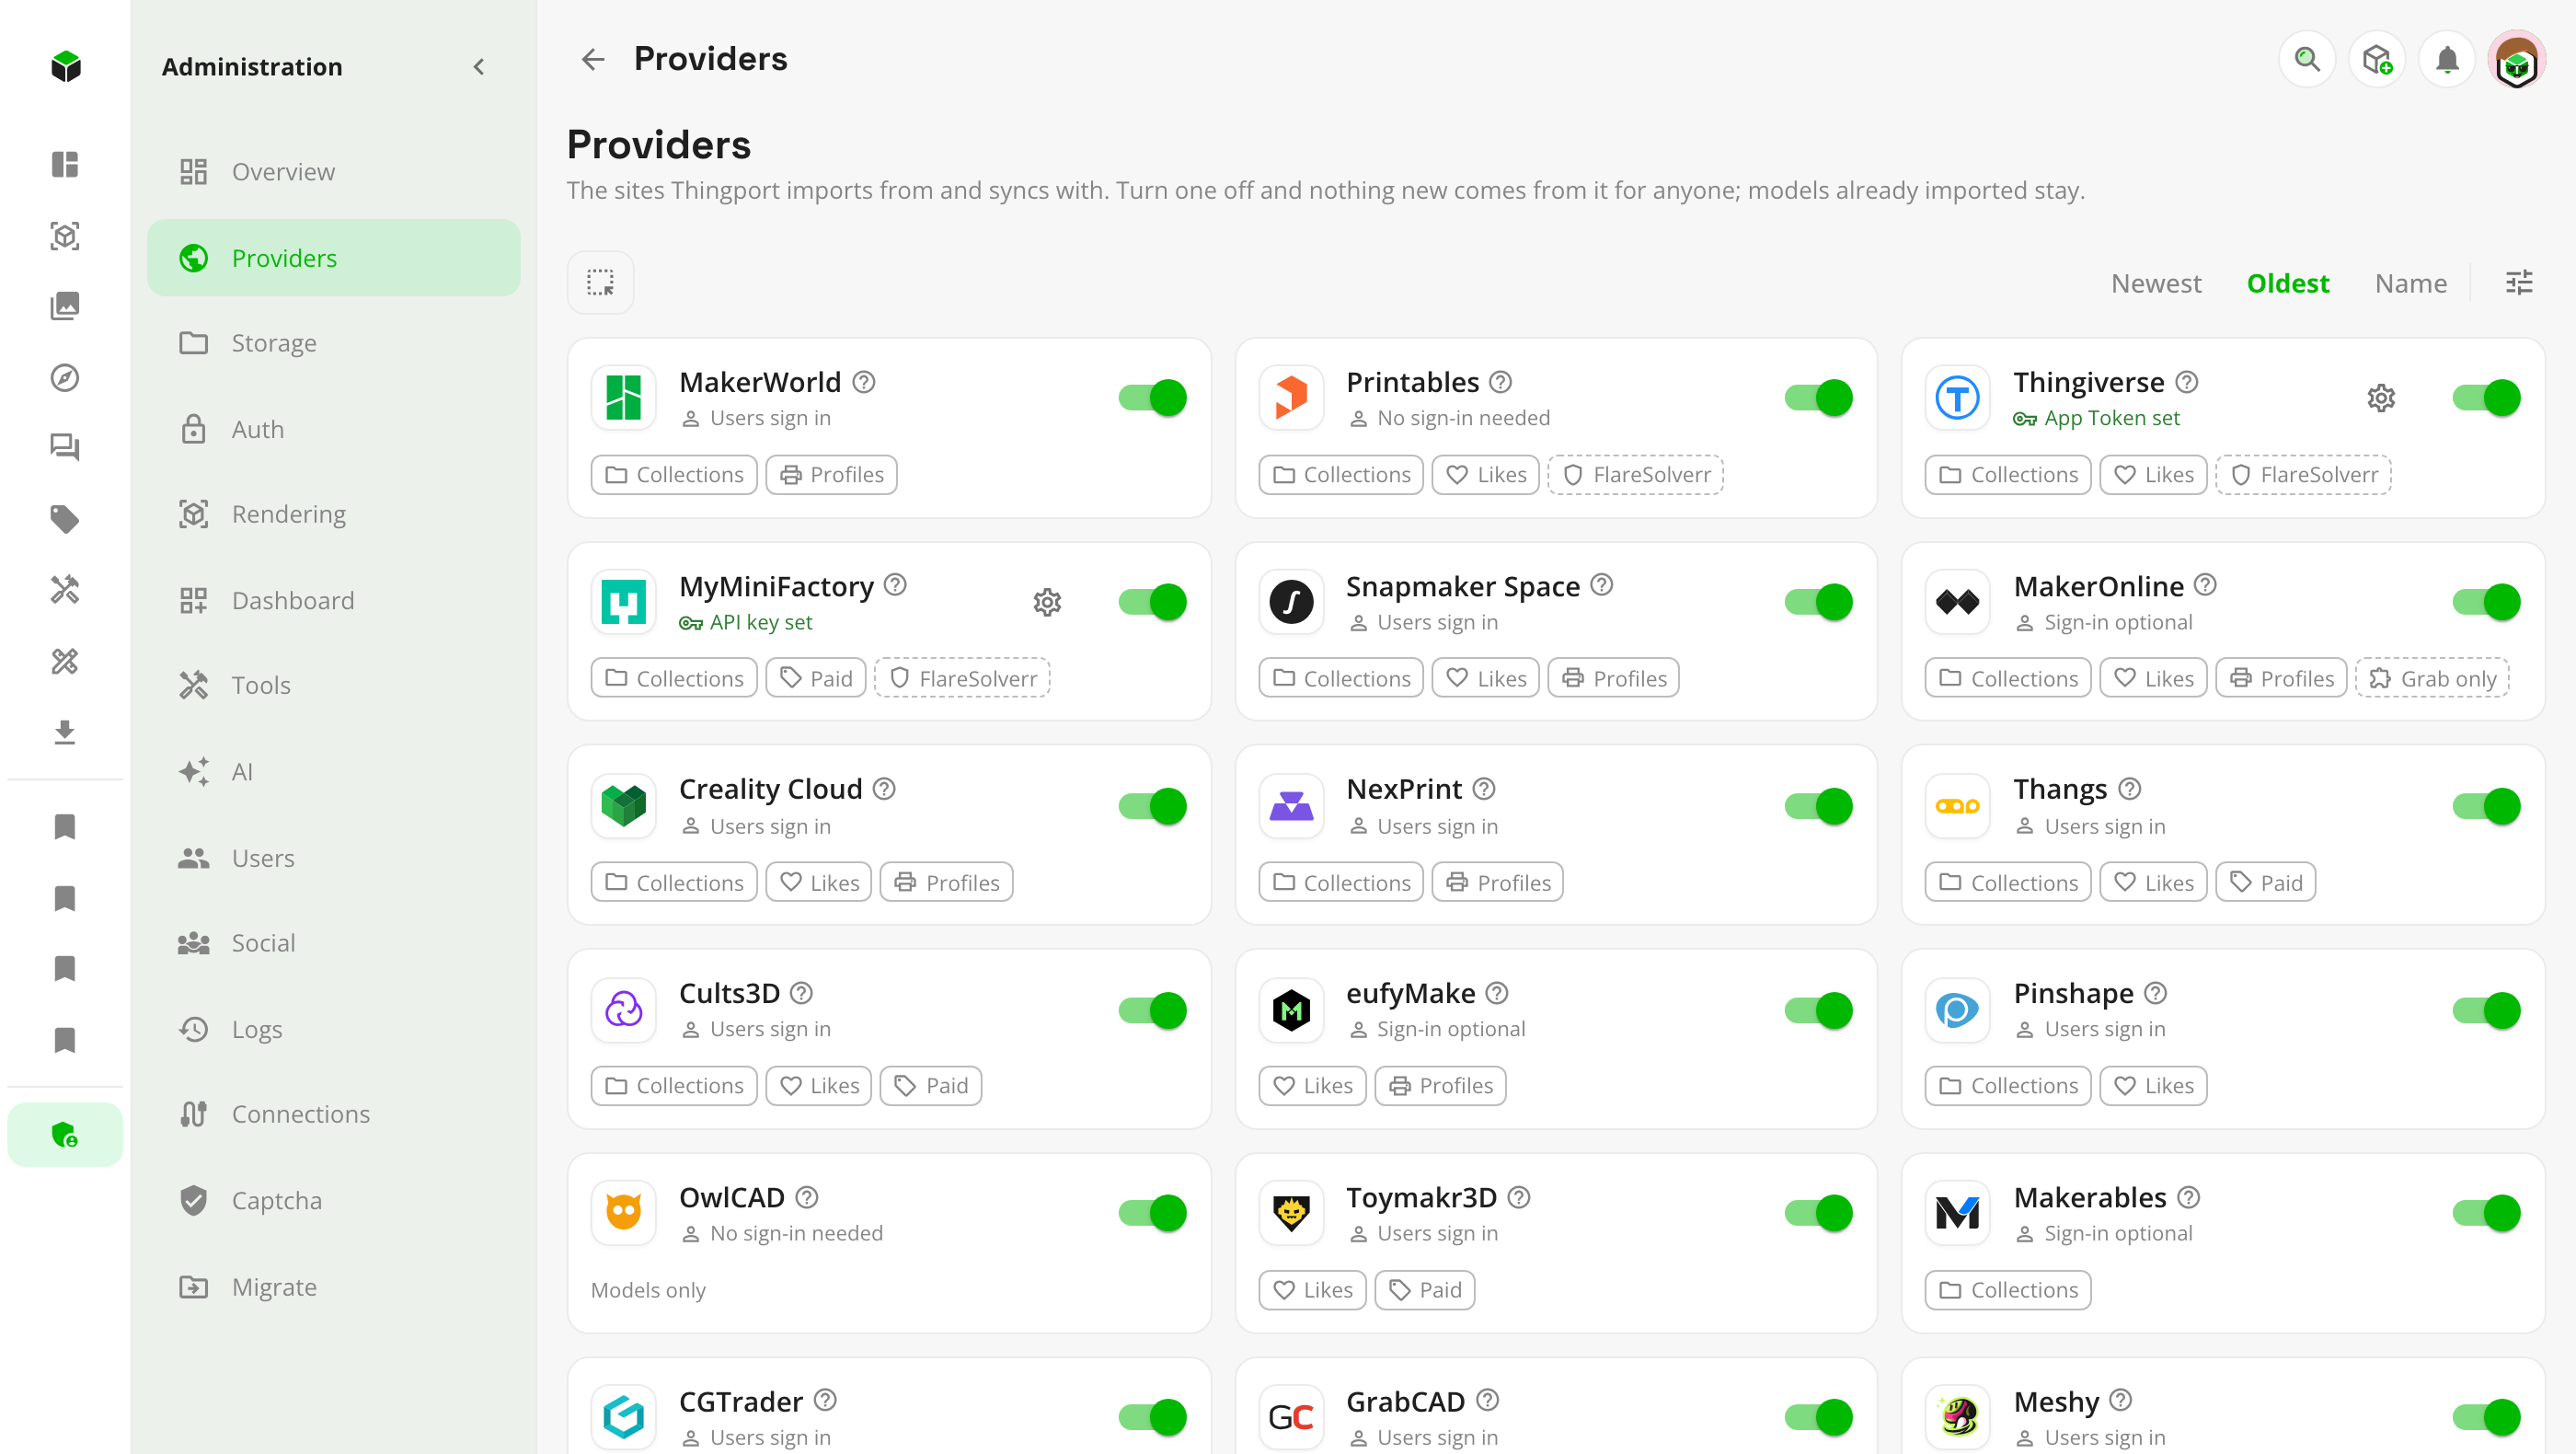 Administration
Overview
Providers
Storage
Auth
Rendering
Dashboard
Tools
AI
Users
Social
Logs
Connections
Captcha
Migrate
Providers
Providers
The sites Thingport imports from and syncs with. Turn one off and nothing new comes from it for anyone; models already imported stay.
Newest Oldest Name
MakerWorld
Users sign in
Collections Profiles
Printables
No sign-in needed
Collections Likes FlareSolverr
Thingiverse
App Token set
Collections Likes FlareSolverr
MyMiniFactory
API key set
Collections Paid FlareSolverr
Snapmaker Space
Users sign in
Collections Likes Profiles
MakerOnline
Sign-in optional
Collections Likes Profiles Grab only
Creality Cloud
Users sign in
Collections Likes Profiles
NexPrint
Users sign in
Collections Profiles
Thangs
Users sign in
Collections Likes Paid
Cults3D
Users sign in
Collections Likes Paid
eufyMake
Sign-in optional
Likes Profiles
Pinshape
Users sign in
Collections Likes
OwlCAD
No sign-in needed
Models only
Toymakr3D
Users sign in
Likes Paid
Makerables
Sign-in optional
Collections
CGTrader
Users sign in
GC
GrabCAD
Users sign in
Meshy
Users sign in